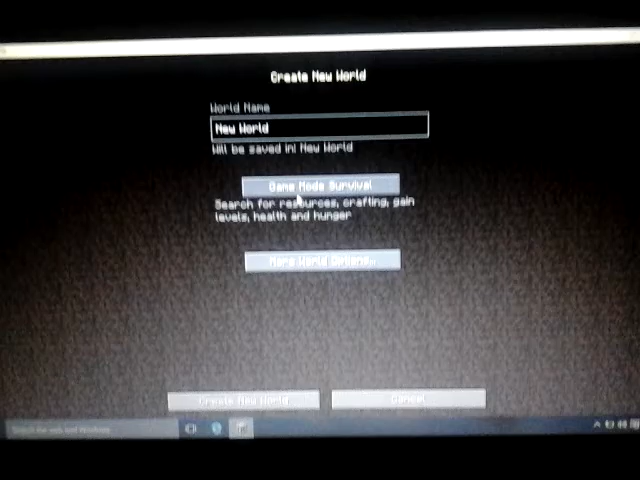 Create New World
World Name
New World
Will be saved in: New World
Game Mode Survival
Search for resources, crafting, gain
levels, health and hunger
More World Options...
Create New World
Cancel
Search the web and Windows